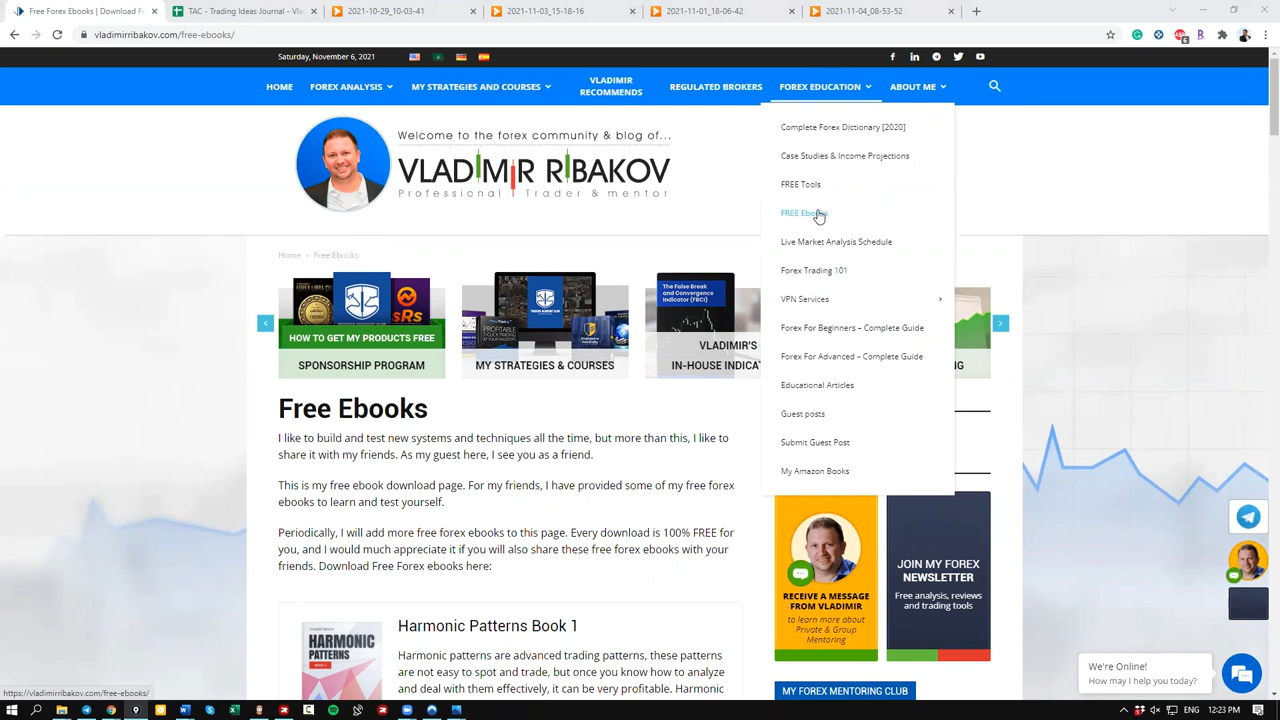 Free Forex Ebooks | Download F
TAC - Trading Ideas Journal – Vla
2021-10-29_10-03-41
2021-11-03_15-18-16
2021-11-01_18-06-42
2021-11-04_08-53-52
vladimirribakov.com/free-ebooks/
Saturday, November 6, 2021
HOME
FOREX ANALYSIS
MY STRATEGIES AND COURSES
VLADIMIR
RECOMMENDS
REGULATED BROKERS
FOREX EDUCATION
ABOUT ME
Welcome to the forex community & blog of...
VLADIMIR RIBAKOV
Professional Trader & mentor
Complete Forex Dictionary [2020]
Case Studies & Income Projections
FREE Tools
FREE Ebooks
Live Market Analysis Schedule
Forex Trading 101
VPN Services
Forex For Beginners – Complete Guide
Forex For Advanced – Complete Guide
Educational Articles
Guest posts
Submit Guest Post
My Amazon Books
Home › Free Ebooks
HOW TO GET MY PRODUCTS FREE
SPONSORSHIP PROGRAM
MY STRATEGIES & COURSES
The False Break
and Convergence
Indicator (FBCI)
VLADIMIR'S
IN-HOUSE INDICAT
NG
Free Ebooks
I like to build and test new systems and techniques all the time, but more than this, I like to
share it with my friends. As my guest here, I see you as a friend.
This is my free ebook download page. For my friends, I have provided some of my free forex
ebooks to learn and test yourself.
Periodically, I will add more free forex ebooks to this page. Every download is 100% FREE for
you, and I would much appreciate it if you will also share these free forex ebooks with your
friends. Download Free Forex ebooks here:
HARMONIC
PATTERNS
Harmonic Patterns Book 1
Harmonic patterns are advanced trading patterns, these patterns
are not easy to spot and trade, but once you know how to analyze
and deal with them effectively, it can be very profitable. Harmonic
RECEIVE A MESSAGE
FROM VLADIMIR
to learn more about
Private & Group
Mentoring
JOIN MY FOREX
NEWSLETTER
Free analysis, reviews
and trading tools
MY FOREX MENTORING CLUB
We're Online!
How may I help you today?
https://vladimirribakov.com/free-ebooks/
ENG
12:23 PM